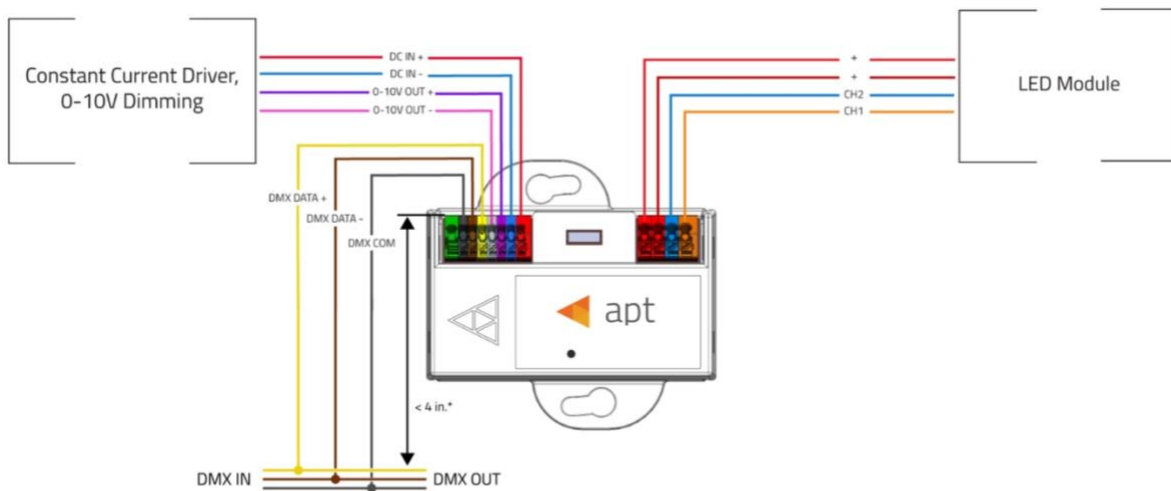 Constant Current Driver,
0-10V Dimming
DC IN +
DC IN -
0-10V OUT +
0-10V OUT -
+
+
CH2
CH1
LED Module
DMX DATA +
DMX DATA -
DMX COM
apt
< 4 in.*
DMX IN
DMX OUT